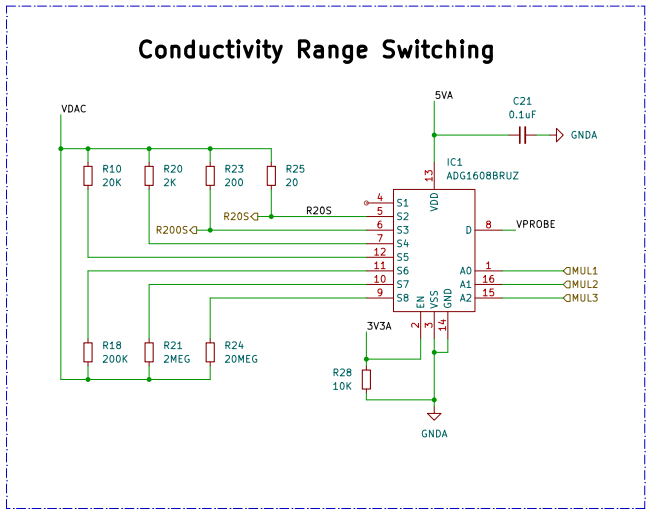 Conductivity Range Switching
VDAC
5VA
C21
0.1uF
GNDA
R10
20K
R20
2K
R23
200
R25
20
IC1
ADG1608BRUZ
13
VDD
4
S1
R20S
R20S
5
S2
R200S
6
S3
8
D
VPROBE
7
S4
12
S5
11
S6
1
A0
MUL1
10
S7
16
A1
MUL2
9
S8
15
A2
MUL3
EN
VSS
GND
2
3
14
3V3A
R18
200K
R21
2MEG
R24
20MEG
R28
10K
GNDA